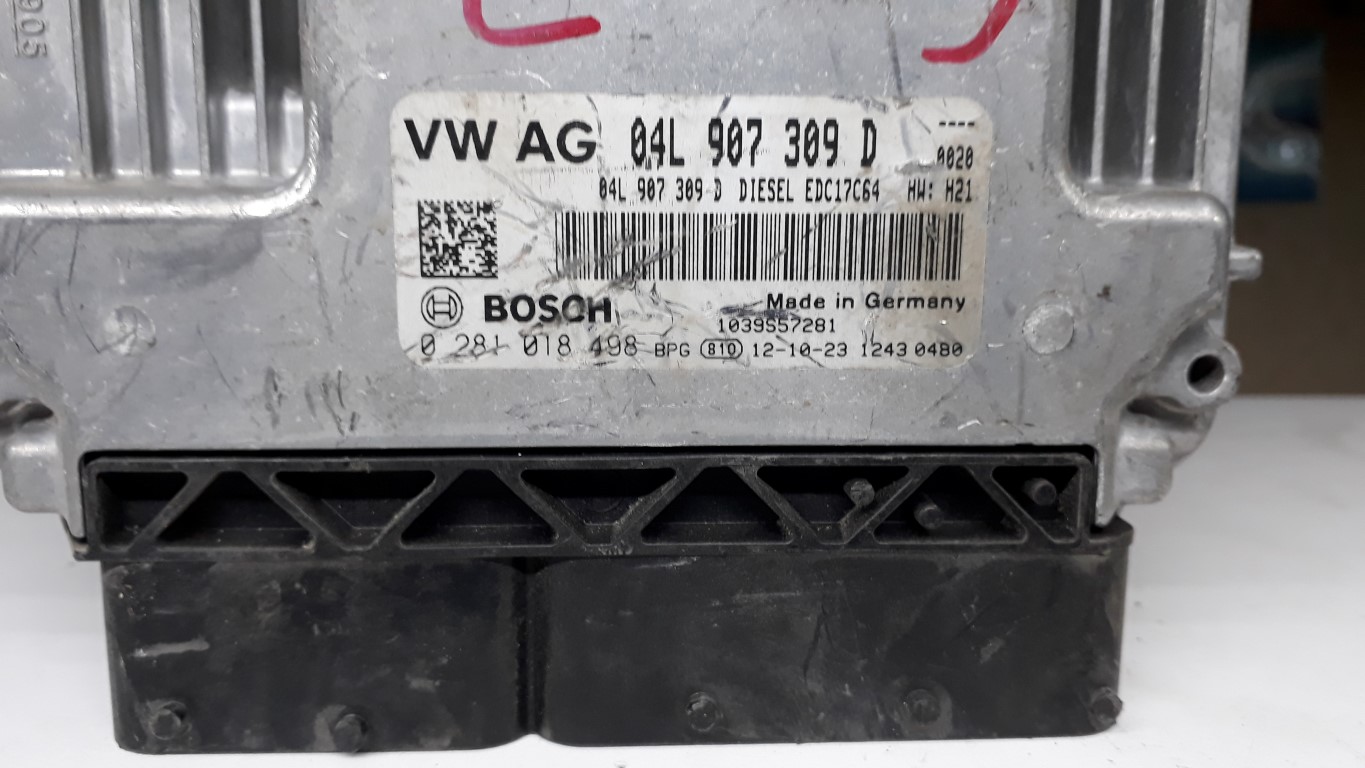 905
VW AG 04L 907 309 D ----
0020
04L 907 309 D DIESEL EDC17C64 HW: H21
BOSCH Made in Germany
1039S57281
0 281 018 498 BPG 810 12-10-23 1243 0480